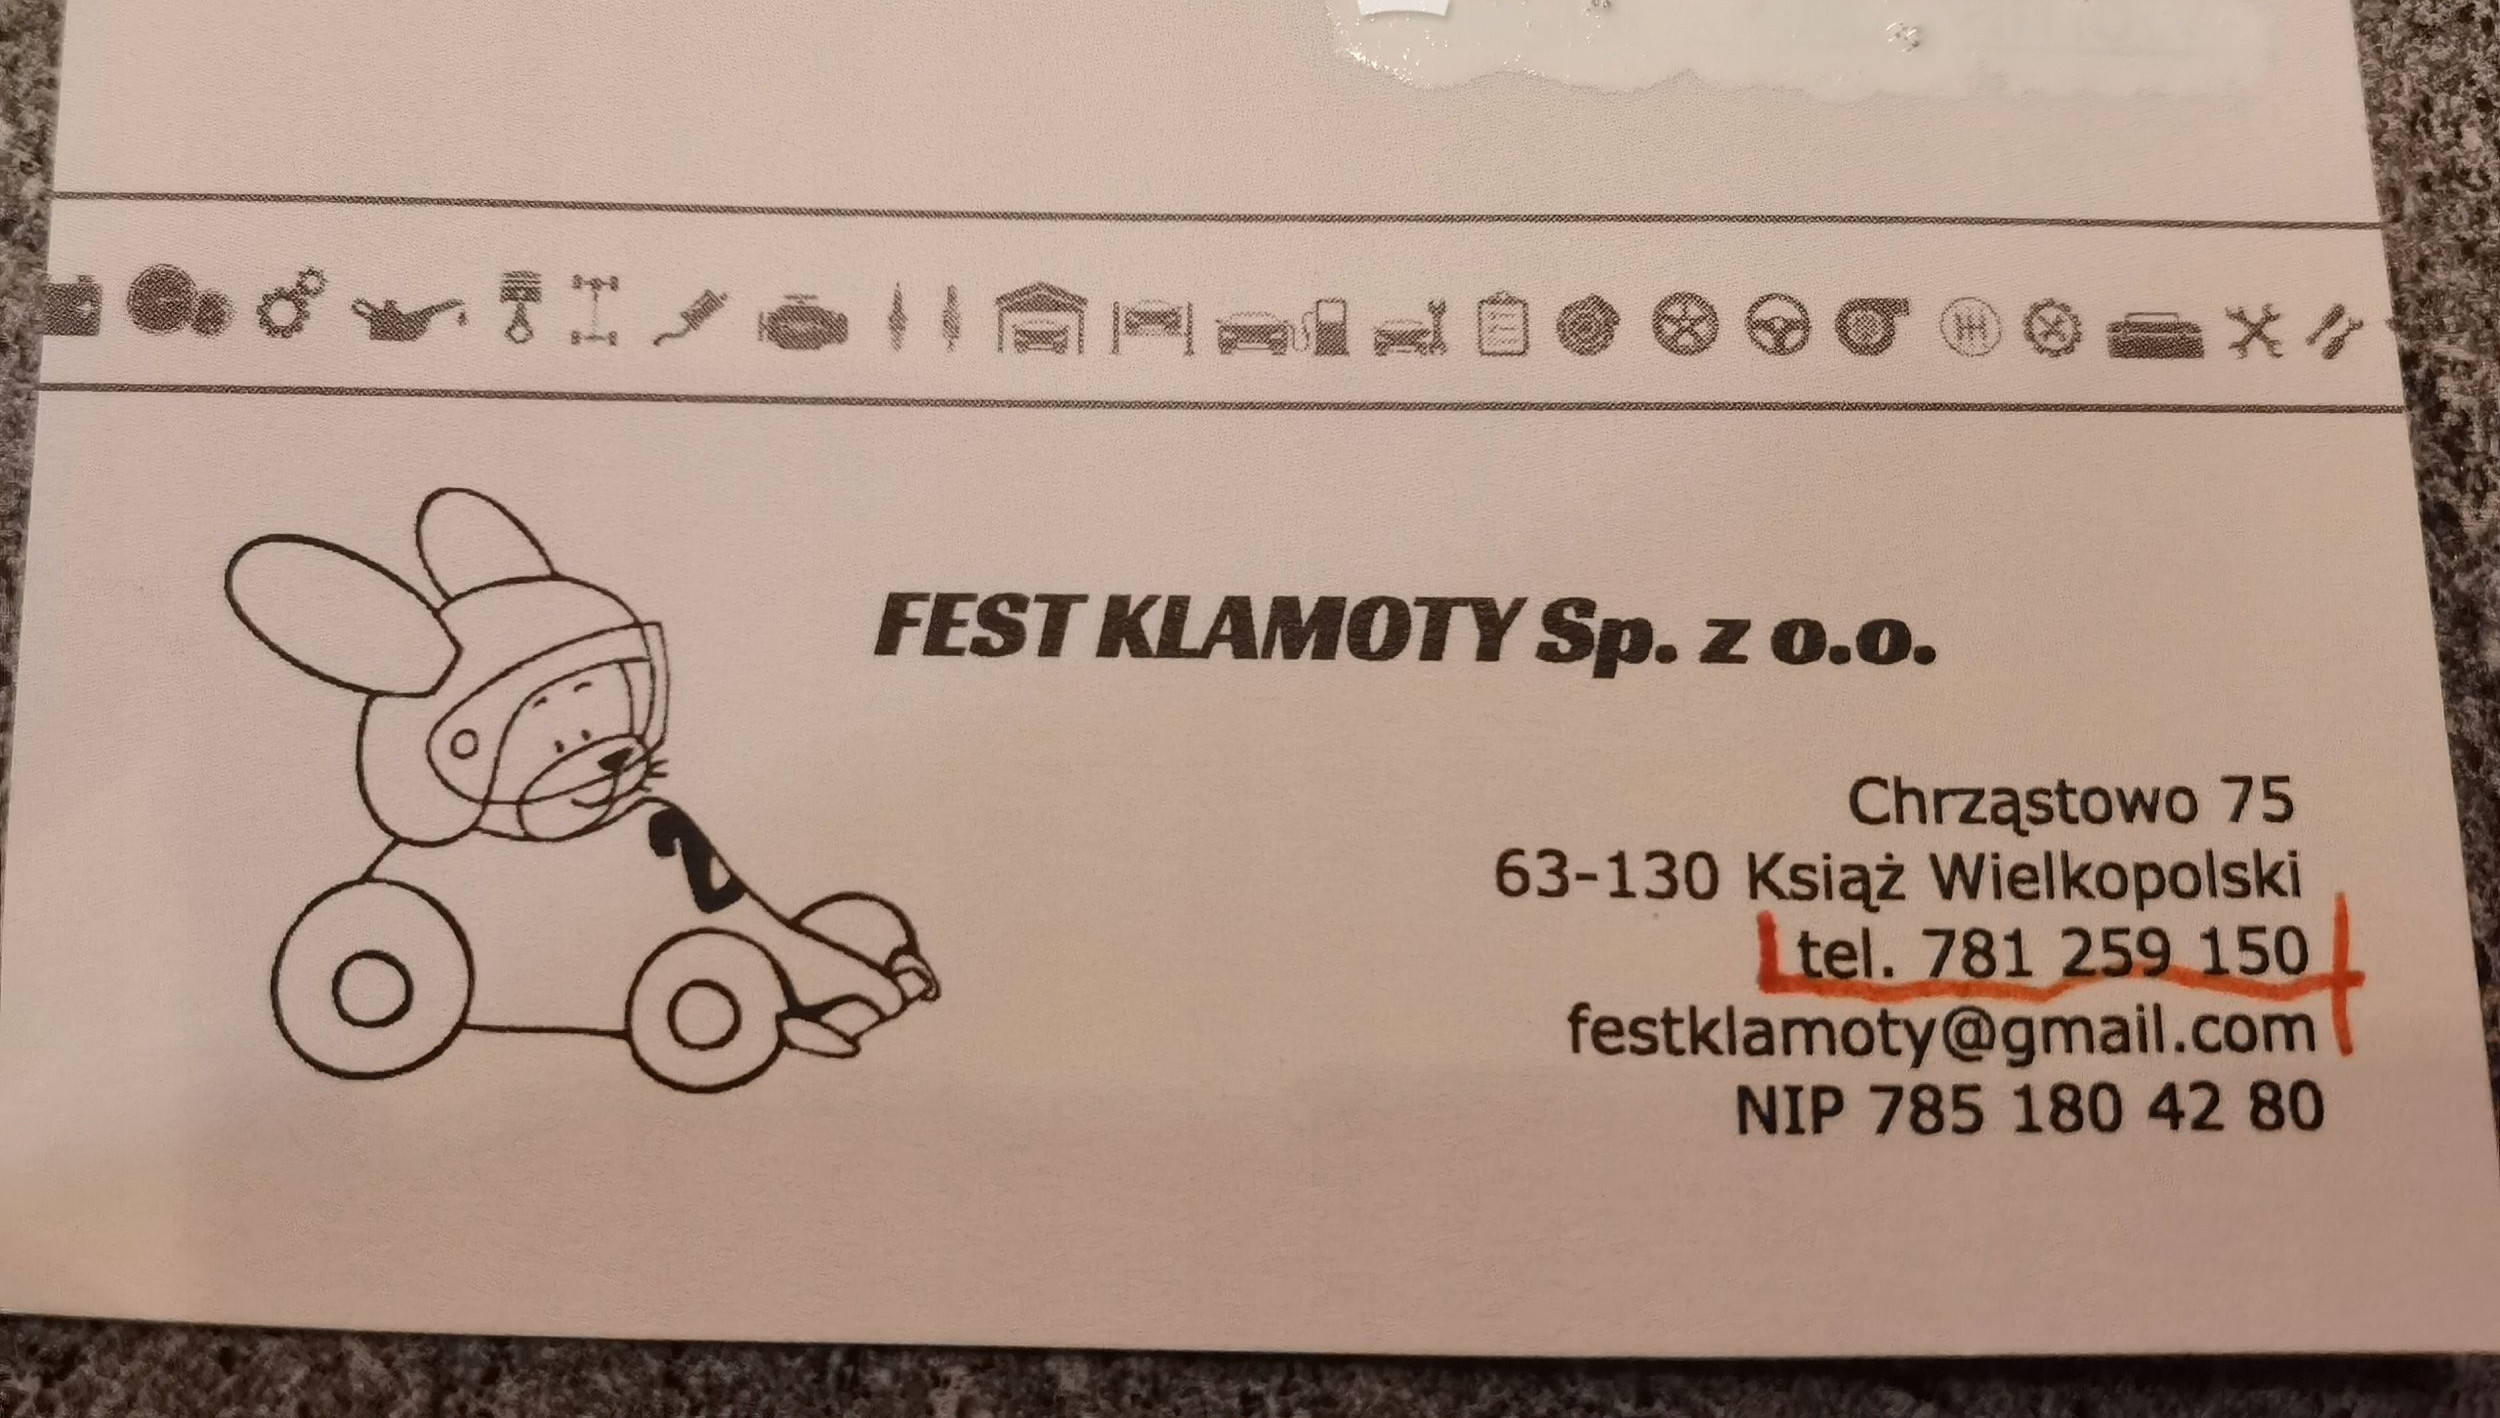 FEST KLAMOTY Sp. z o.o.
Chrząstowo 75
63-130 Książ Wielkopolski
tel. 781 259 150
festklamoty@gmail.com
NIP 785 180 42 80